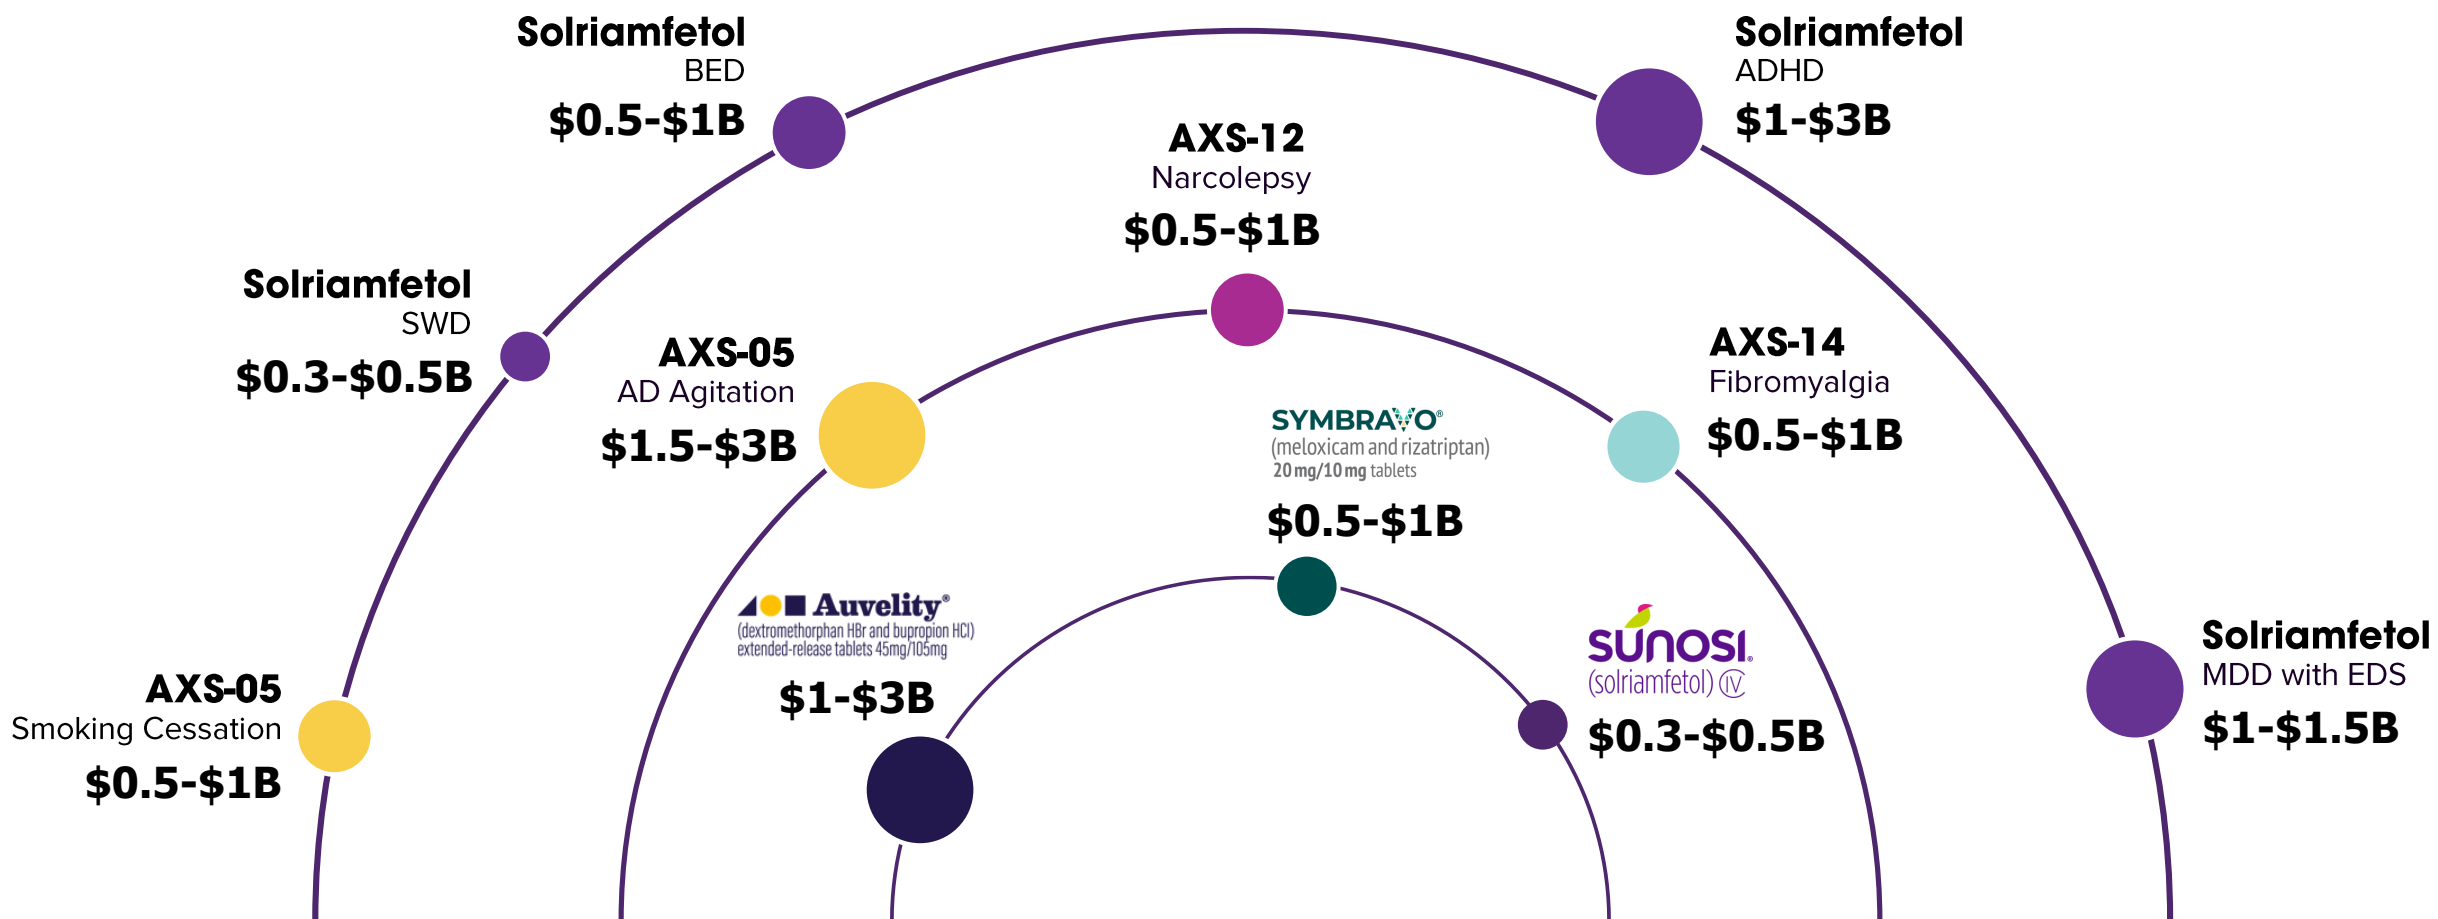 Solriamfetol
BED
$0.5-$1B
Solriamfetol
ADHD
$1-$3B
AXS-12
Narcolepsy
$0.5-$1B
Solriamfetol
SWD
$0.3-$0.5B
AXS-05
AD Agitation
$1.5-$3B
AXS-14
Fibromyalgia
$0.5-$1B
SYMBRAVO®
(meloxicam and rizatriptan)
20 mg/10 mg tablets
$0.5-$1B
Auvelity®
(dextromethorphan HBr and bupropion HCl)
extended-release tablets 45mg/105mg
$1-$3B
sunosi®
(solriamfetol) IV
$0.3-$0.5B
AXS-05
Smoking Cessation
$0.5-$1B
Solriamfetol
MDD with EDS
$1-$1.5B